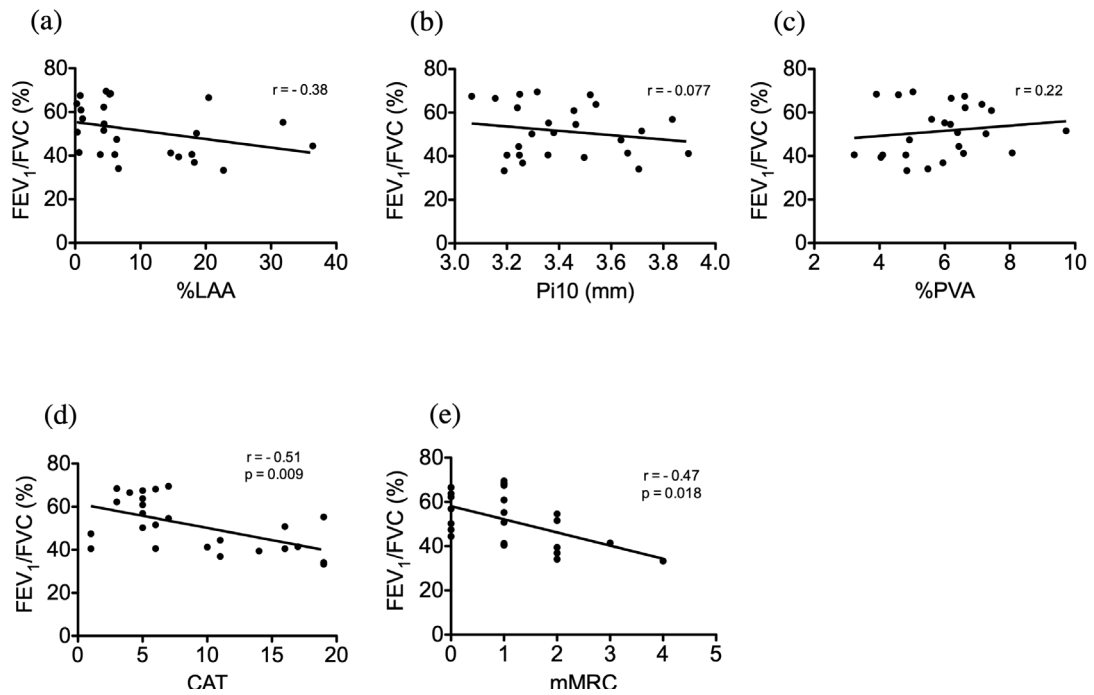 (a)
(b)
(c)
80
60
40
20
0
FEV₁/FVC (%)
r = - 0.38
0 10 20 30 40
%LAA
80
60
40
20
0
FEV₁/FVC (%)
r = - 0.077
3.0 3.2 3.4 3.6 3.8 4.0
Pi10 (mm)
80
60
40
20
0
FEV₁/FVC (%)
r = 0.22
2 4 6 8 10
%PVA
(d)
(e)
80
60
40
20
0
FEV₁/FVC (%)
r = - 0.51
p = 0.009
0 5 10 15 20
CAT
80
60
40
20
0
FEV₁/FVC (%)
r = - 0.47
p = 0.018
0 1 2 3 4 5
mMRC